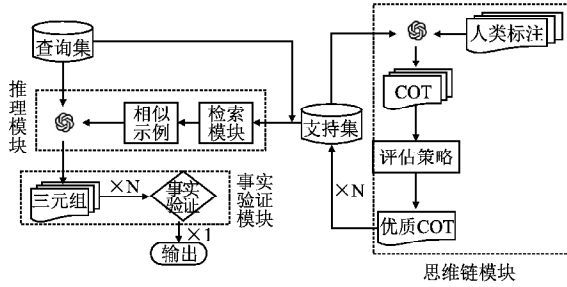 查询集
人类标注
推理模块
相似示例
检索模块
支持集
COT
评估策略
×N
优质COT
三元组
×N
事实验证
事实验证模块
×1
输出
思维链模块